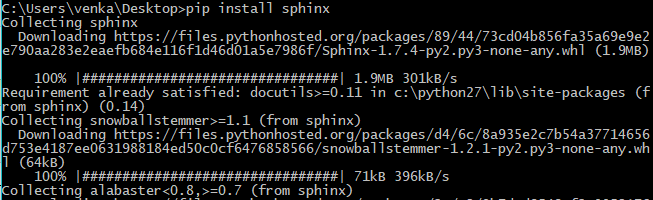 C:\Users\venka\Desktop>pip install sphinx
Collecting sphinx
Downloading https://files.pythonhosted.org/packages/89/44/73cd04b856fa35a69e9e2
e790aa283e2eaefb684e116f1d46d01a5e7986f/Sphinx-1.7.4-py2.py3-none-any.whl (1.9MB)
100% |################################| 1.9MB 301kB/s
Requirement already satisfied: docutils>=0.11 in c:\python27\lib\site-packages (f
rom sphinx) (0.14)
Collecting snowballstemmer>=1.1 (from sphinx)
Downloading https://files.pythonhosted.org/packages/d4/6c/8a935e2c7b54a37714656
d753e4187ee0631988184ed50c0cf6476858566/snowballstemmer-1.2.1-py2.py3-none-any.wh
l (64kB)
100% |################################| 71kB 396kB/s
Collecting alabaster<0.8,>=0.7 (from sphinx)